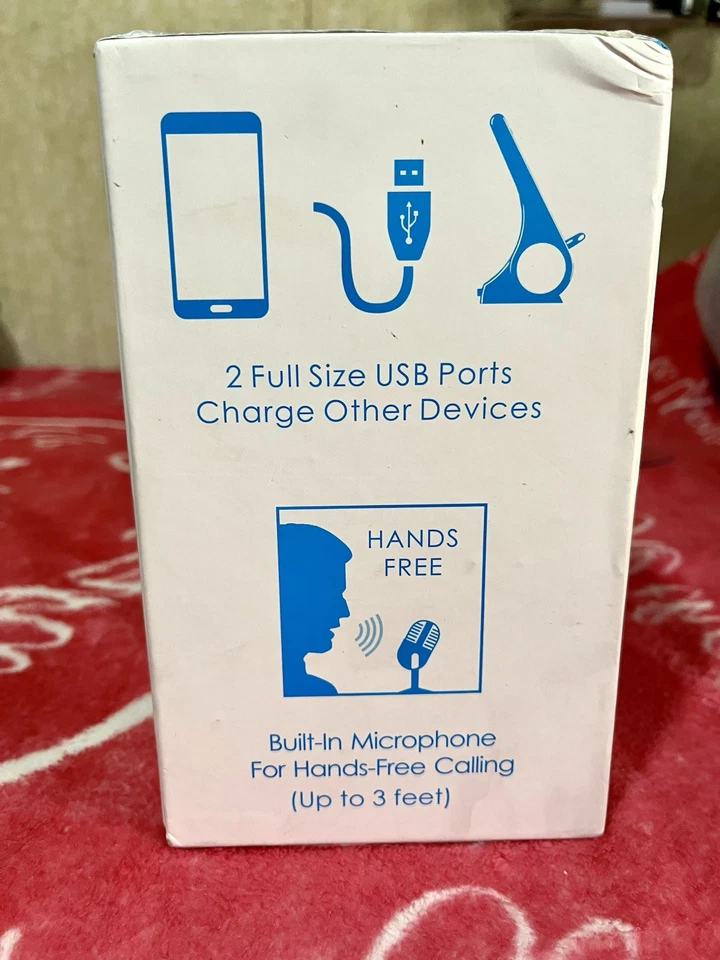 2 Full Size USB Ports
Charge Other Devices
HANDS
FREE
Built-In Microphone
For Hands-Free Calling
(Up to 3 feet)